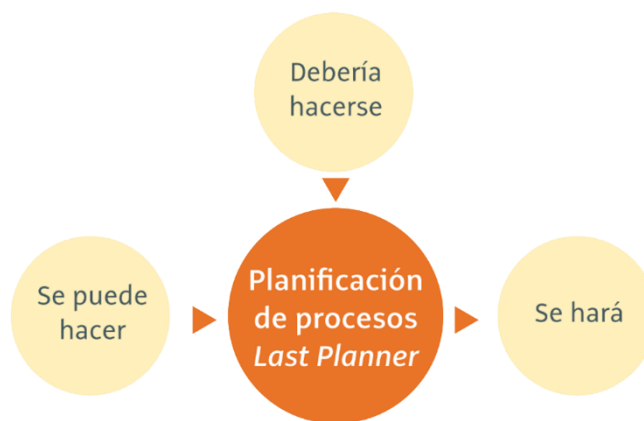 Debería
hacerse
Se puede
hacer
Planificación
de procesos
Last Planner
Se hará